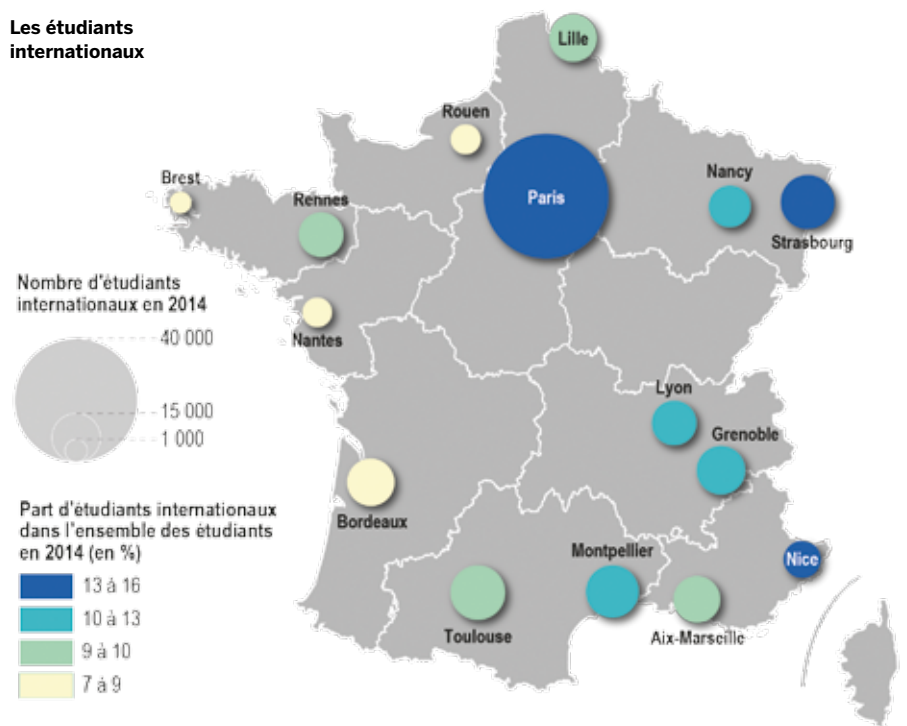 Les étudiants
internationaux
Lille
Rouen
Brest
Rennes
Paris
Nancy
Strasbourg
Nombre d'étudiants
internationaux en 2014
40 000
15 000
1 000
Nantes
Lyon
Grenoble
Bordeaux
Part d'étudiants internationaux
dans l'ensemble des étudiants
en 2014 (en %)
13 à 16
10 à 13
9 à 10
7 à 9
Montpellier
Nice
Toulouse
Aix-Marseille